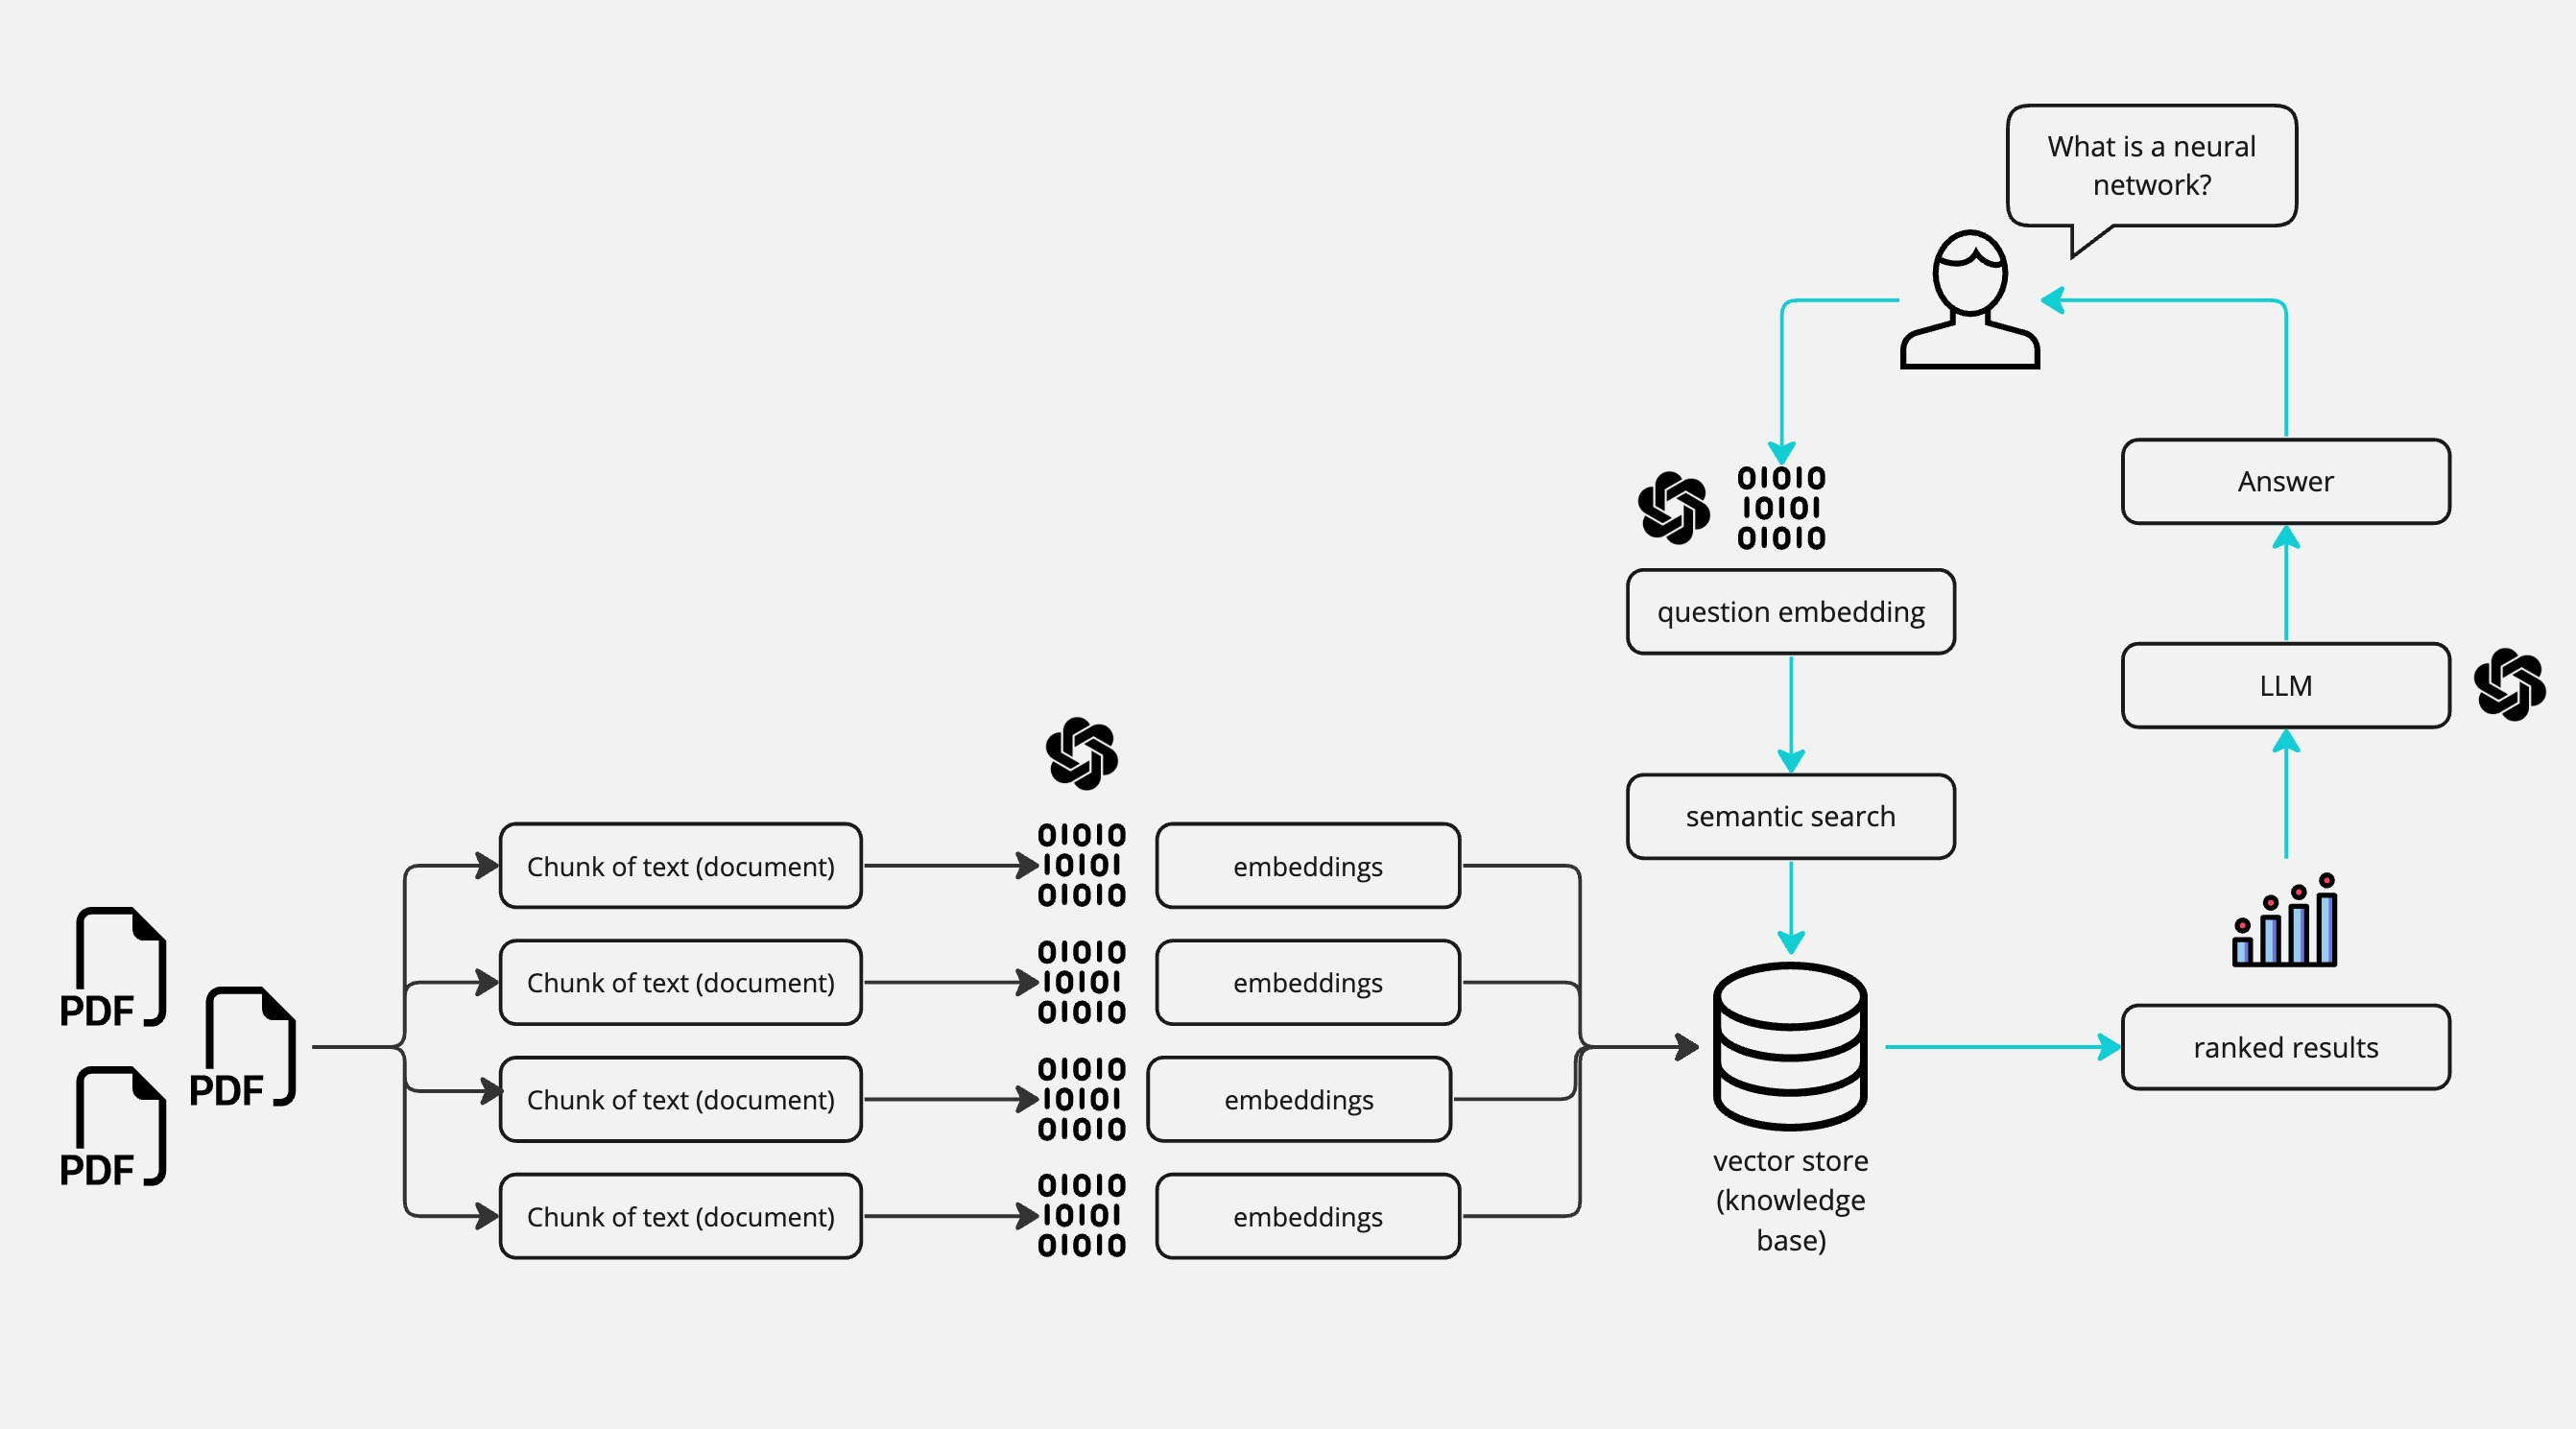 What is a neural
network?
01010
10101
01010
question embedding
Answer
LLM
semantic search
PDF
PDF
PDF
Chunk of text (document)
01010
10101
01010
embeddings
Chunk of text (document)
01010
10101
01010
embeddings
Chunk of text (document)
01010
10101
01010
embeddings
Chunk of text (document)
01010
10101
01010
embeddings
vector store
(knowledge
base)
ranked results